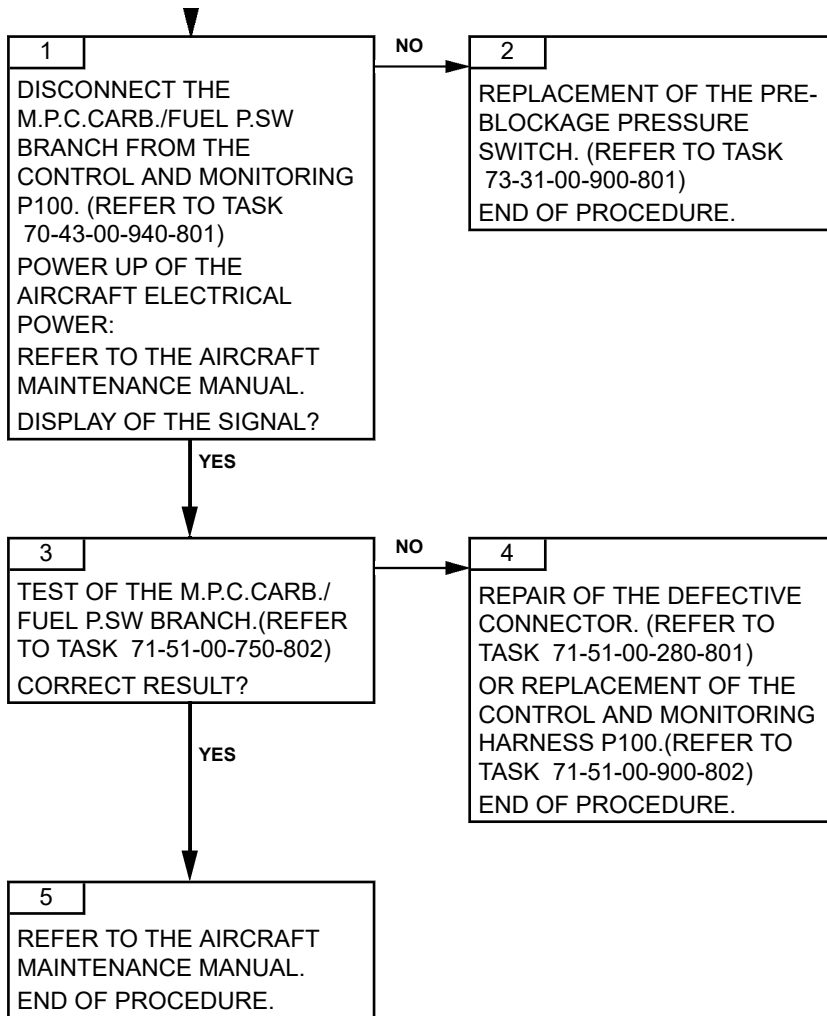 1
DISCONNECT THE
M.P.C.CARB./FUEL P.SW
BRANCH FROM THE
CONTROL AND MONITORING
P100. (REFER TO TASK
70-43-00-940-801)
POWER UP OF THE
AIRCRAFT ELECTRICAL
POWER:
REFER TO THE AIRCRAFT
MAINTENANCE MANUAL.
DISPLAY OF THE SIGNAL?
NO
2
REPLACEMENT OF THE PRE-
BLOCKAGE PRESSURE
SWITCH. (REFER TO TASK
73-31-00-900-801)
END OF PROCEDURE.
YES
3
TEST OF THE M.P.C.CARB./
FUEL P.SW BRANCH.(REFER
TO TASK 71-51-00-750-802)
CORRECT RESULT?
NO
4
REPAIR OF THE DEFECTIVE
CONNECTOR. (REFER TO
TASK 71-51-00-280-801)
OR REPLACEMENT OF THE
CONTROL AND MONITORING
HARNESS P100.(REFER TO
TASK 71-51-00-900-802)
END OF PROCEDURE.
YES
5
REFER TO THE AIRCRAFT
MAINTENANCE MANUAL.
END OF PROCEDURE.